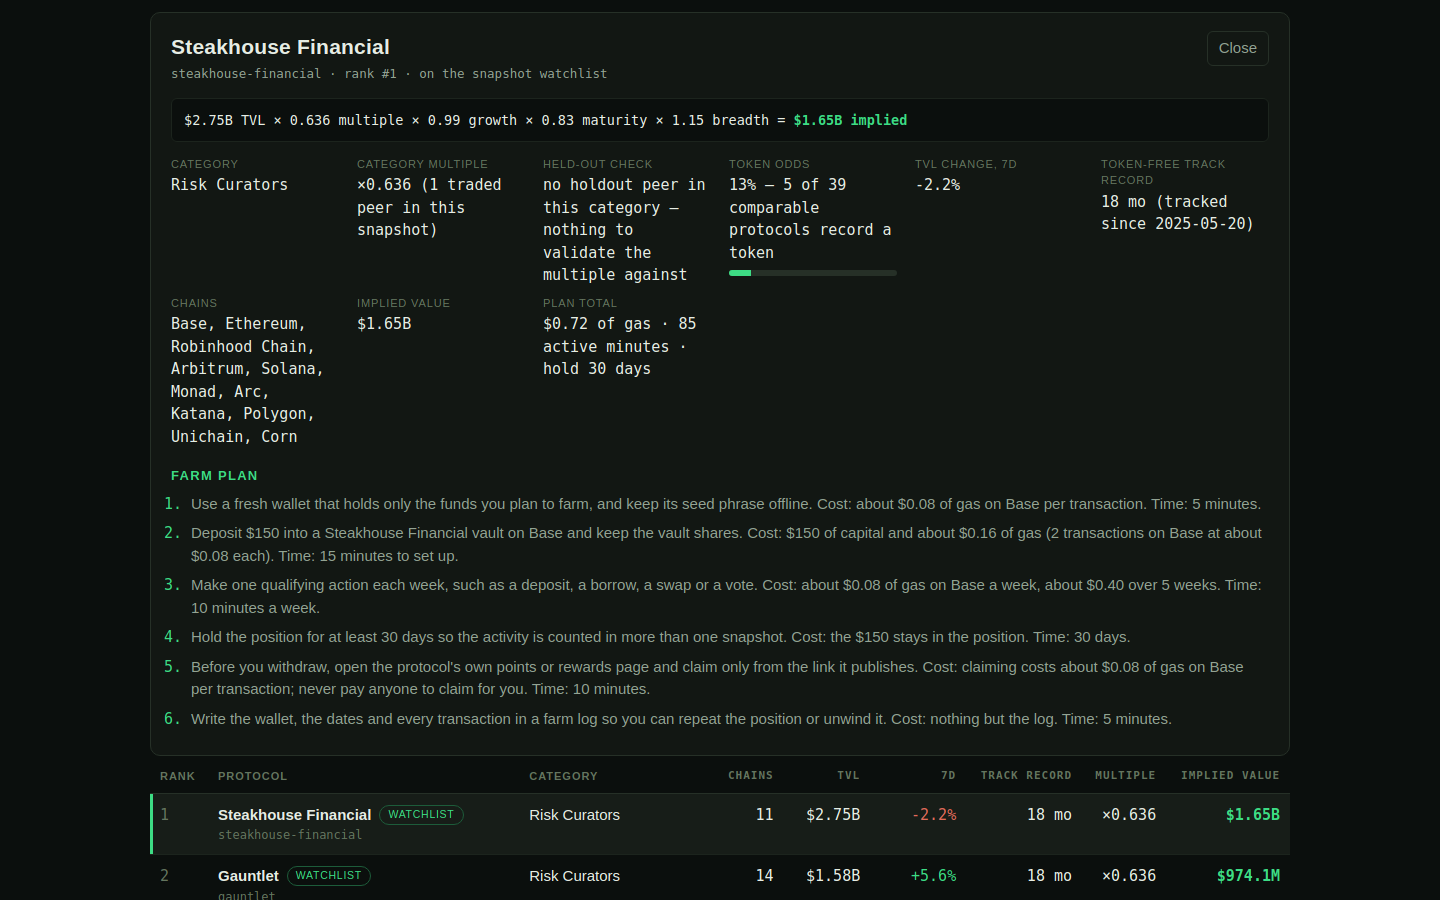 Steakhouse Financial
Close
steakhouse-financial · rank #1 · on the snapshot watchlist
$2.75B TVL × 0.636 multiple × 0.99 growth × 0.83 maturity × 1.15 breadth = $1.65B implied
CATEGORY
Risk Curators
CATEGORY MULTIPLE
×0.636 (1 traded
peer in this
snapshot)
HELD-OUT CHECK
no holdout peer in
this category —
nothing to
validate the
multiple against
TOKEN ODDS
13% — 5 of 39
comparable
protocols record a
token
TVL CHANGE, 7D
-2.2%
TOKEN-FREE TRACK
RECORD
18 mo (tracked
since 2025-05-20)
CHAINS
Base, Ethereum,
Robinhood Chain,
Arbitrum, Solana,
Monad, Arc,
Katana, Polygon,
Unichain, Corn
IMPLIED VALUE
$1.65B
PLAN TOTAL
$0.72 of gas · 85
active minutes ·
hold 30 days
FARM PLAN
1. Use a fresh wallet that holds only the funds you plan to farm, and keep its seed phrase offline. Cost: about $0.08 of gas on Base per transaction. Time: 5 minutes.
2. Deposit $150 into a Steakhouse Financial vault on Base and keep the vault shares. Cost: $150 of capital and about $0.16 of gas (2 transactions on Base at about
$0.08 each). Time: 15 minutes to set up.
3. Make one qualifying action each week, such as a deposit, a borrow, a swap or a vote. Cost: about $0.08 of gas on Base a week, about $0.40 over 5 weeks. Time:
10 minutes a week.
4. Hold the position for at least 30 days so the activity is counted in more than one snapshot. Cost: the $150 stays in the position. Time: 30 days.
5. Before you withdraw, open the protocol's own points or rewards page and claim only from the link it publishes. Cost: claiming costs about $0.08 of gas on Base
per transaction; never pay anyone to claim for you. Time: 10 minutes.
6. Write the wallet, the dates and every transaction in a farm log so you can repeat the position or unwind it. Cost: nothing but the log. Time: 5 minutes.
RANK PROTOCOL CATEGORY CHAINS TVL 7D TRACK RECORD MULTIPLE IMPLIED VALUE
1 Steakhouse Financial WATCHLIST Risk Curators 11 $2.75B -2.2% 18 mo ×0.636 $1.65B
steakhouse-financial
2 Gauntlet WATCHLIST Risk Curators 14 $1.58B +5.6% 18 mo ×0.636 $974.1M
gauntlet